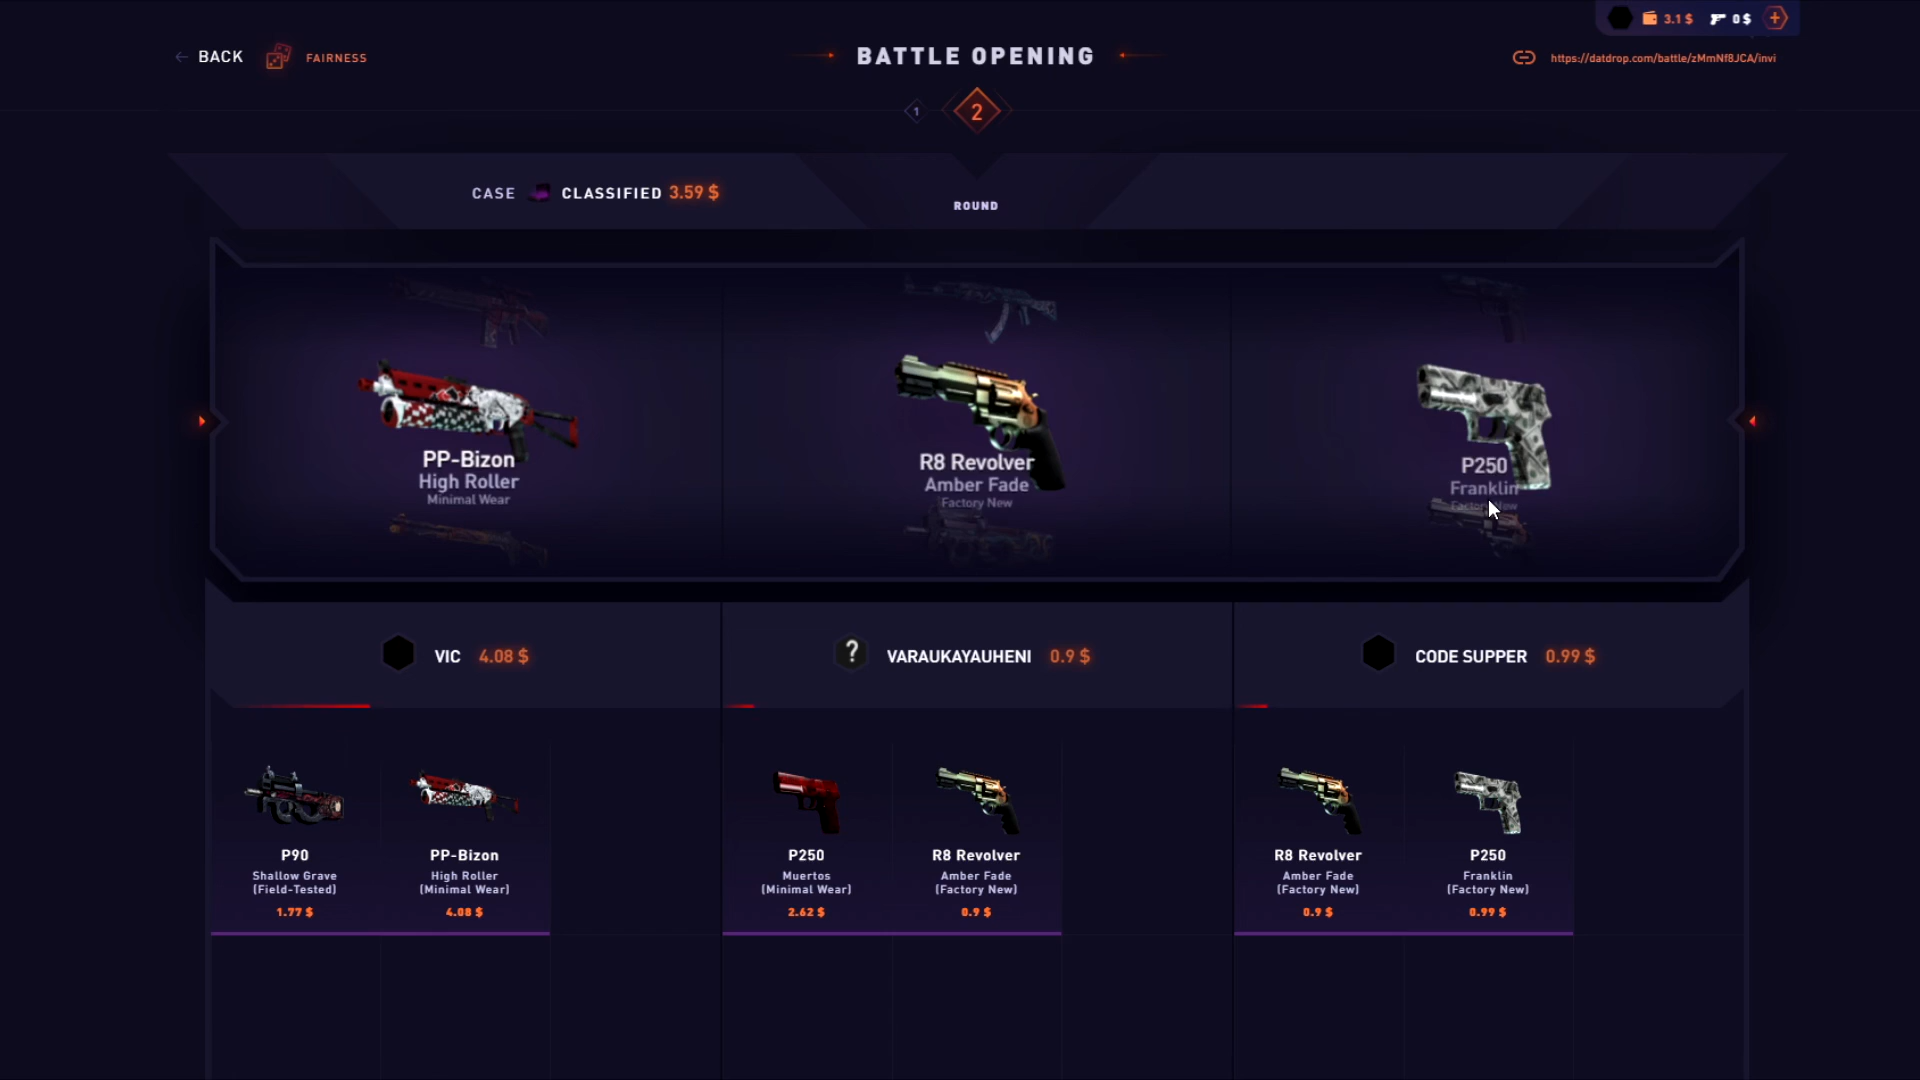 3.1 $ 0 $ +
BACK FAIRNESS
BATTLE OPENING
https://datdrop.com/battle/zMmNf8JCA/invi
1 2
CASE CLASSIFIED 3.59 $
ROUND
PP-Bizon
High Roller
Minimal Wear
R8 Revolver
Amber Fade
Factory New
P250
Franklin
Factory New
VIC 4.08 $
? VARAUKAYAUHENI 0.9 $
CODE SUPPER 0.99 $
P90
Shallow Grave
(Field-Tested)
1.77 $
PP-Bizon
High Roller
(Minimal Wear)
4.08 $
P250
Muertos
(Minimal Wear)
2.62 $
R8 Revolver
Amber Fade
(Factory New)
0.9 $
R8 Revolver
Amber Fade
(Factory New)
0.9 $
P250
Franklin
(Factory New)
0.99 $